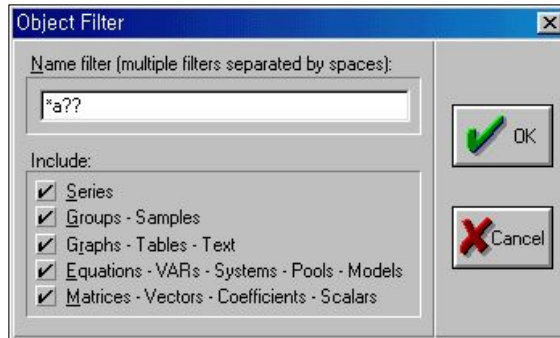 Object Filter
Name filter (multiple filters separated by spaces):
*a??
OK
Include:
Series
Groups - Samples
Graphs - Tables - Text
Equations - VARs - Systems - Pools - Models
Matrices - Vectors - Coefficients - Scalars
Cancel